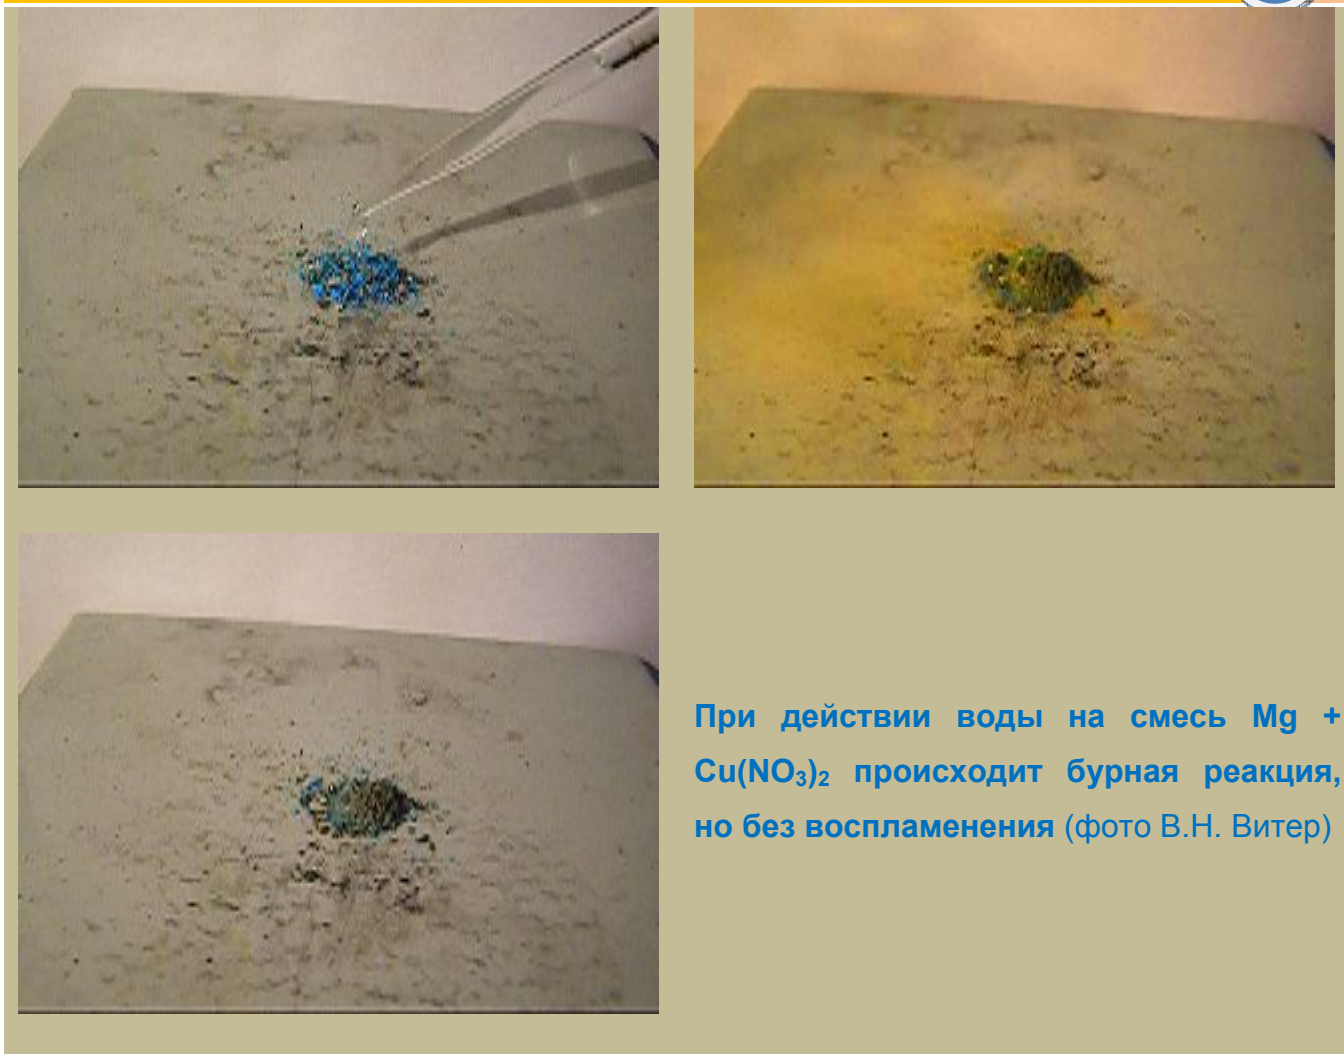 При действии воды на смесь Mg +
Cu(NO₃)₂ происходит бурная реакция,
но без воспламенения (фото В.Н. Витер)